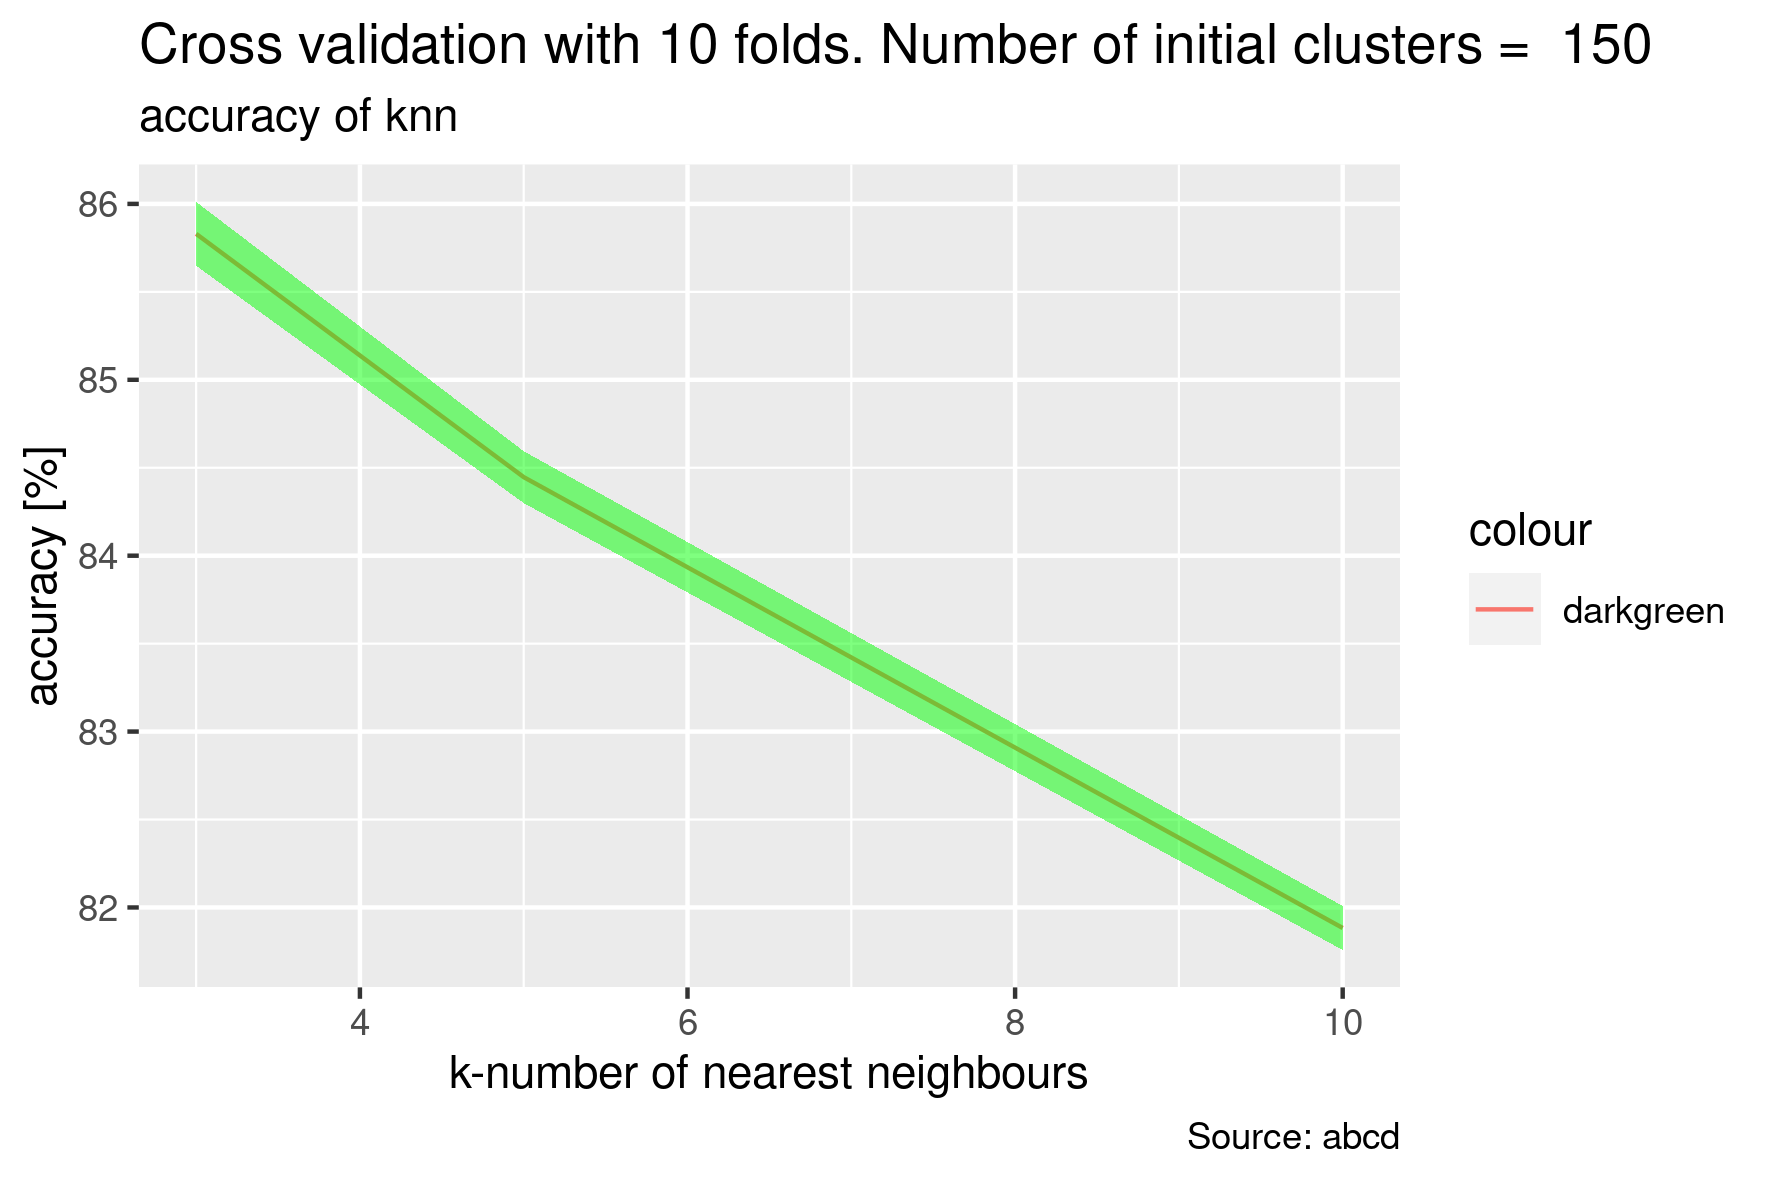 Cross validation with 10 folds. Number of initial clusters =  150
accuracy of knn
accuracy [%]
86
85
84
83
82
4
6
8
10
k-number of nearest neighbours
colour
darkgreen
Source: abcd